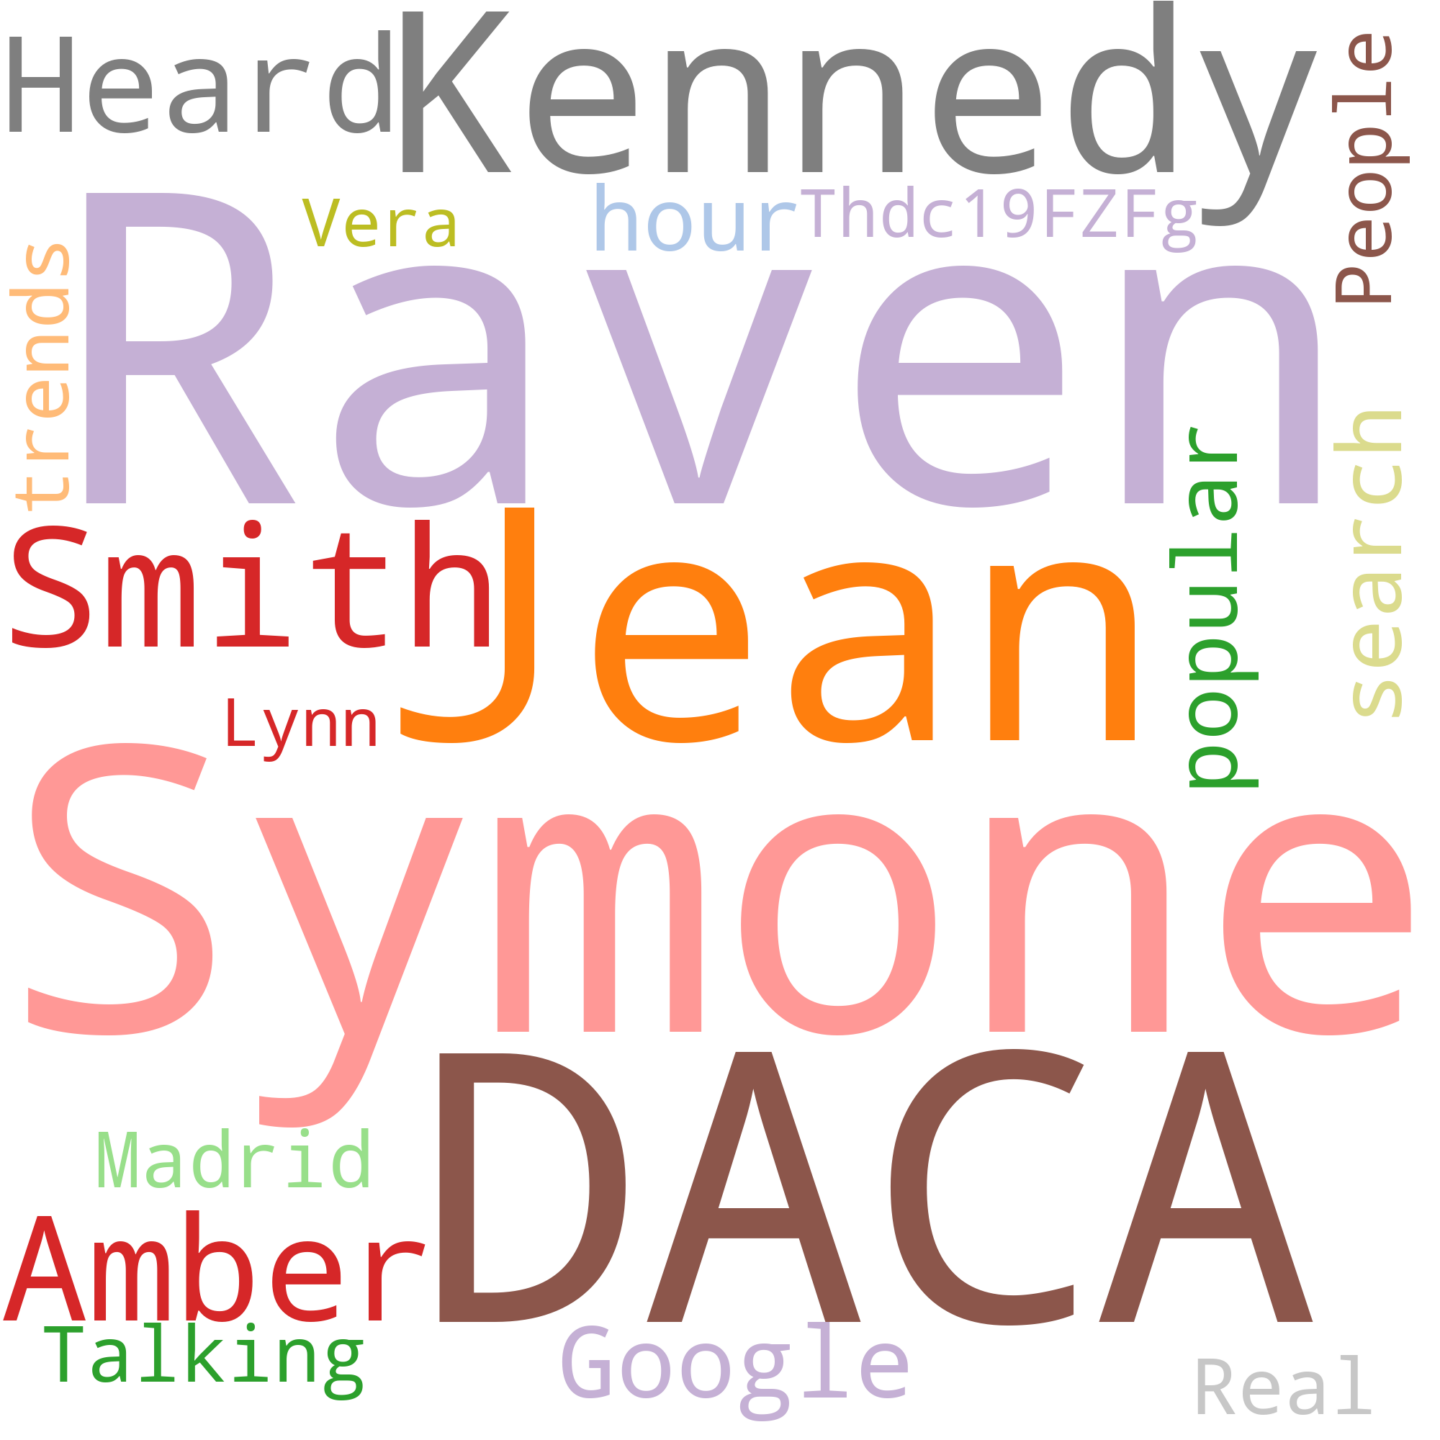 Heard
Kennedy
People
Vera
hour
Thdc19FZFg
trends
Raven
search
popular
Smith
Jean
Lynn
Symone
DACA
Madrid
Amber
Talking
Google
Real